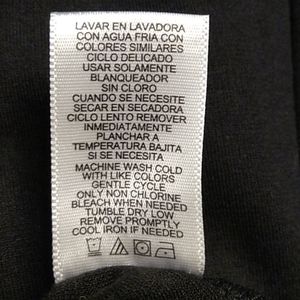 LAVAR EN LAVADORA
CON AGUA FRIA CON
COLORES SIMILARES
CICLO DELICADO
USAR SOLAMENTE
BLANQUEADOR
SIN CLORO
CUANDO SE NECESITE
SECAR EN SECADORA
CICLO LENTO REMOVER
INMEDIATAMENTE
PLANCHAR A
TEMPERATURA BAJITA
SI SE NECESITA
MACHINE WASH COLD
WITH LIKE COLORS
GENTLE CYCLE
ONLY NON CHLORINE
BLEACH WHEN NEEDED
TUMBLE DRY LOW
REMOVE PROMPTLY
COOL IRON IF NEEDED